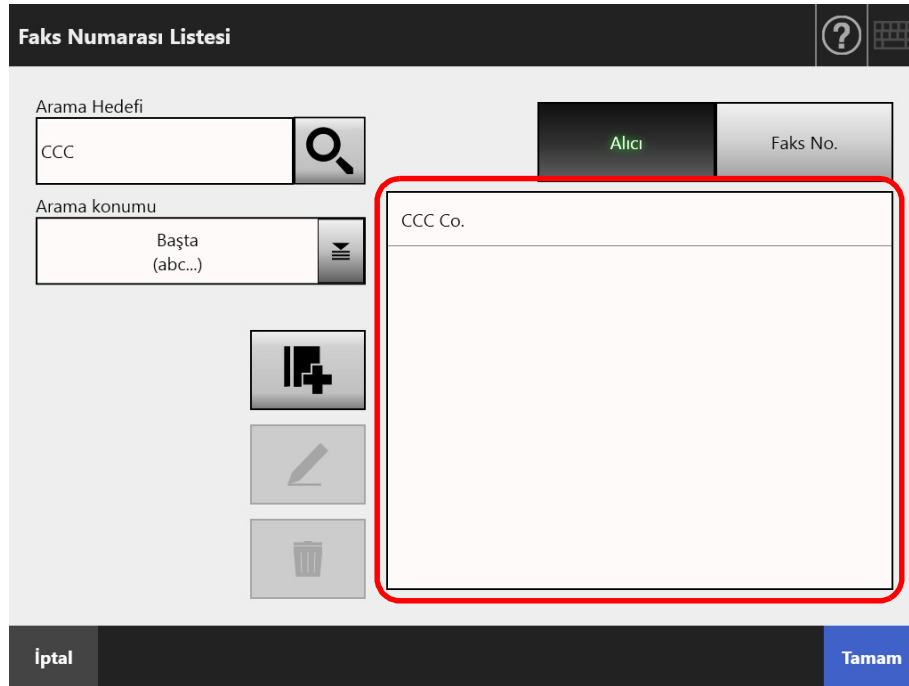 Faks Numarası Listesi
?
Arama Hedefi
CCC
Alıcı
Faks No.
Arama konumu
Başta
(abc...)
CCC Co.
İptal
Tamam